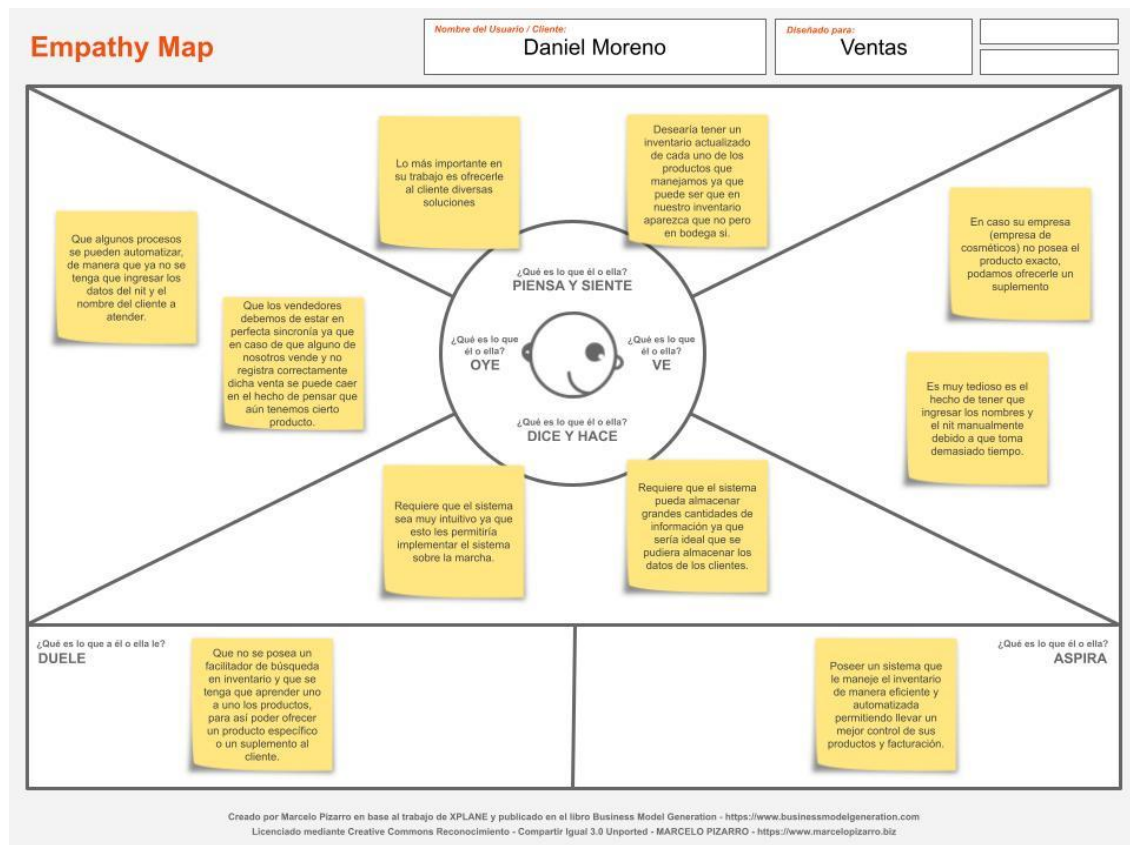 Empathy Map
Nombre del Usuario / Cliente:
Daniel Moreno
Diseñado para:
Ventas
Lo más importante en
su trabajo es ofrecerle
al cliente diversas
soluciones
Desearía tener un
inventario actualizado
de cada uno de los
productos que
manejamos ya que
puede ser que en
nuestro inventario
aparezca que no pero
en bodega si.
Que algunos procesos
se pueden automatizar,
de manera que ya no se
tenga que ingresar los
datos del nit y el
nombre del cliente a
atender.
Que los vendedores
debemos de estar en
perfecta sincronía ya que
en caso de que alguno de
nosotros vende y no
registra correctamente
dicha venta se puede caer
en el hecho de pensar que
aún tenemos cierto
producto.
En caso su empresa
(empresa de
cosméticos) no posea el
producto exacto,
podamos ofrecerle un
suplemento
Es muy tedioso es el
hecho de tener que
ingresar los nombres y
el nit manualmente
debido a que toma
demasiado tiempo.
¿Qué es lo que él o ella?
PIENSA Y SIENTE
¿Qué es lo que
él o ella?
OYE
¿Qué es lo que
él o ella?
VE
¿Qué es lo que él o ella?
DICE Y HACE
Requiere que el sistema
sea muy intuitivo ya que
esto les permitiría
implementar el sistema
sobre la marcha.
Requiere que el sistema
pueda almacenar
grandes cantidades de
información ya que
sería ideal que se
pudiera almacenar los
datos de los clientes.
¿Qué es lo que a él o ella le?
DUELE
Que no se posea un
facilitador de búsqueda
en inventario y que se
tenga que aprender uno
a uno los productos,
para así poder ofrecer
un producto específico
o un suplemento al
cliente.
¿Qué es lo que él o ella?
ASPIRA
Poseer un sistema que
le maneje el inventario
de manera eficiente y
automatizada
permitiendo llevar un
mejor control de sus
productos y facturación.
Creado por Marcelo Pizarro en base al trabajo de XPLANE y publicado en el libro Business Model Generation - https://www.businessmodelgeneration.com
Licenciado mediante Creative Commons Reconocimiento - Compartir Igual 3.0 Unported - MARCELO PIZARRO - https://www.marcelopizarro.biz